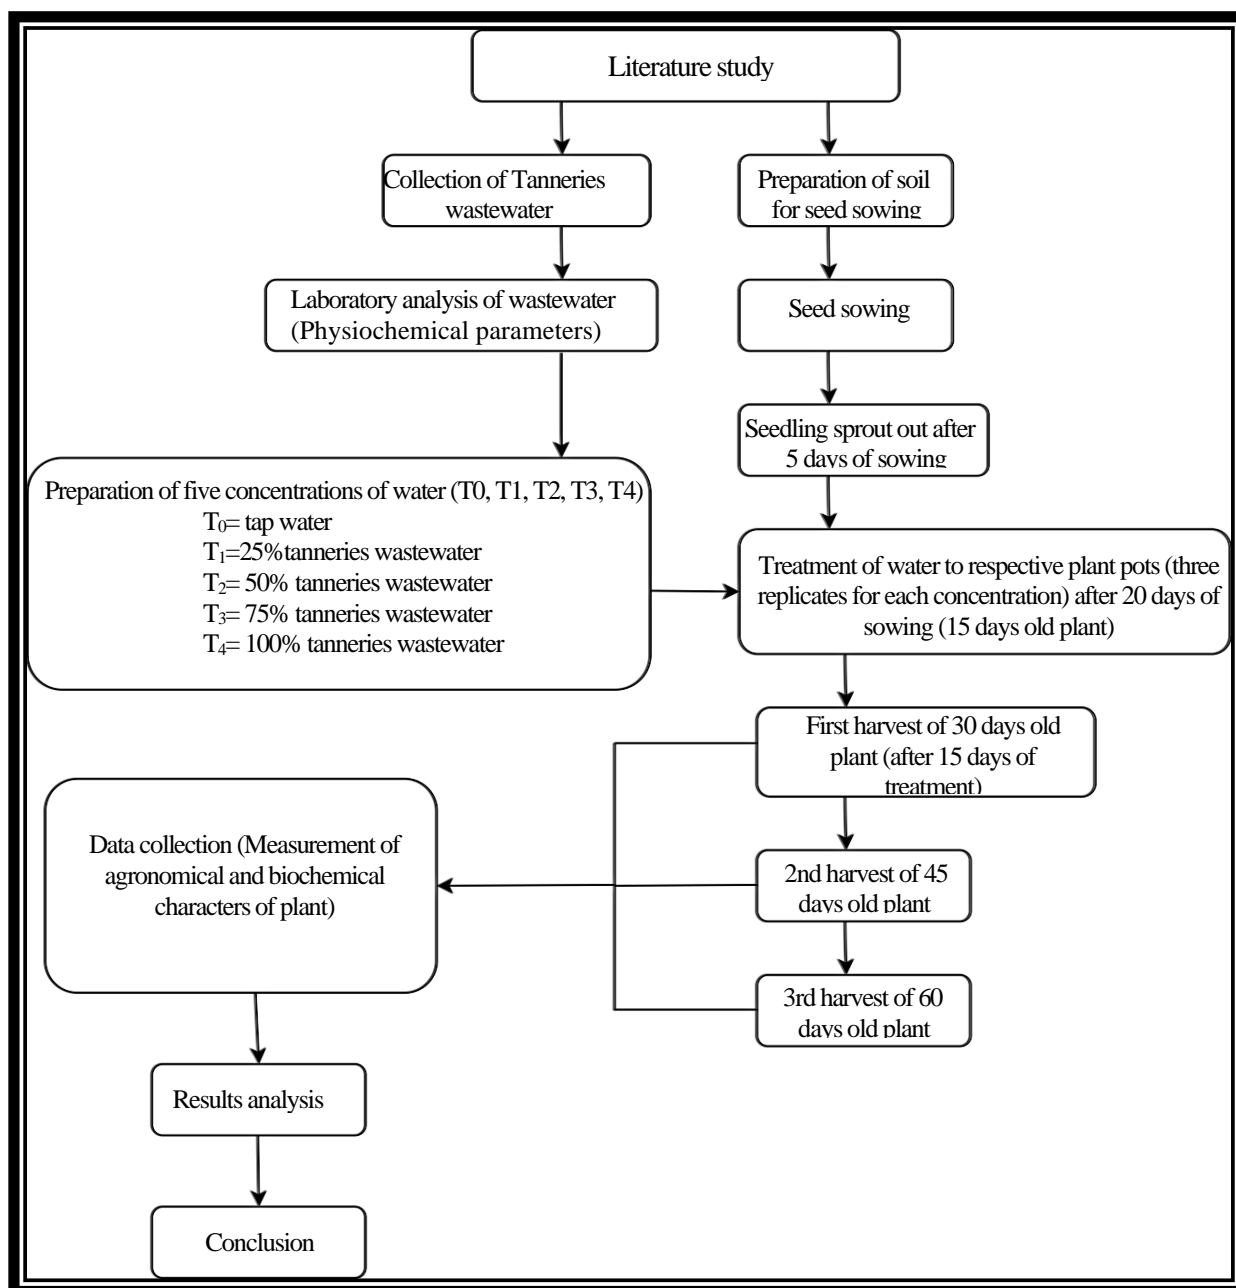 Literature study
Collection of Tanneries
wastewater
Preparation of soil
for seed sowing
Laboratory analysis of wastewater
(Physiochemical parameters)
Seed sowing
Seedling sprout out after
5 days of sowing
Preparation of five concentrations of water (T0, T1, T2, T3, T4)
T₀= tap water
T₁=25%tanneries wastewater
T₂= 50% tanneries wastewater
T₃= 75% tanneries wastewater
T₄= 100% tanneries wastewater
Treatment of water to respective plant pots (three
replicates for each concentration) after 20 days of
sowing (15 days old plant)
First harvest of 30 days old
plant (after 15 days of
treatment)
Data collection (Measurement of
agronomical and biochemical
characters of plant)
2nd harvest of 45
days old plant
3rd harvest of 60
days old plant
Results analysis
Conclusion